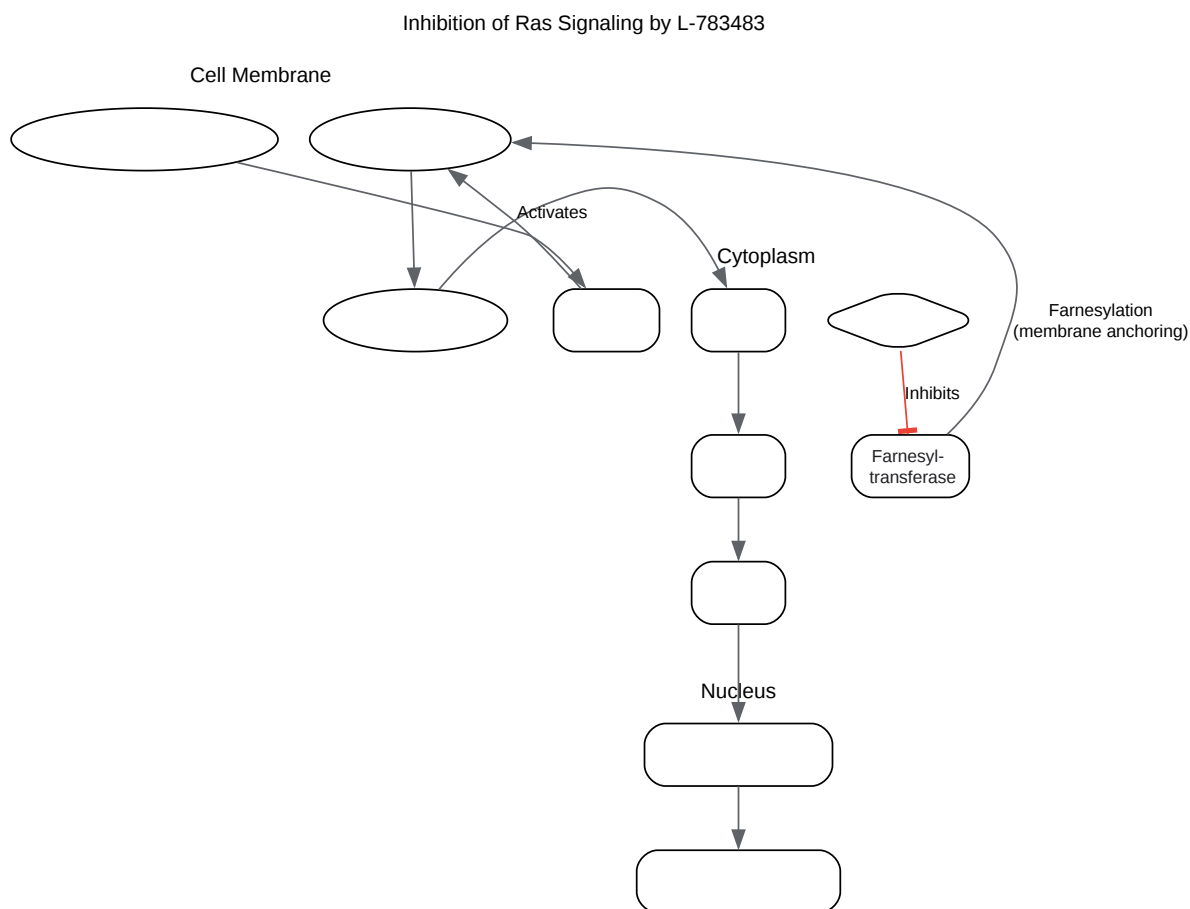 Inhibition of Ras Signaling by L-783483
Cell Membrane
Activates
Cytoplasm
Farnesylation
(membrane anchoring)
Inhibits
Farnesyl-
transferase
Nucleus